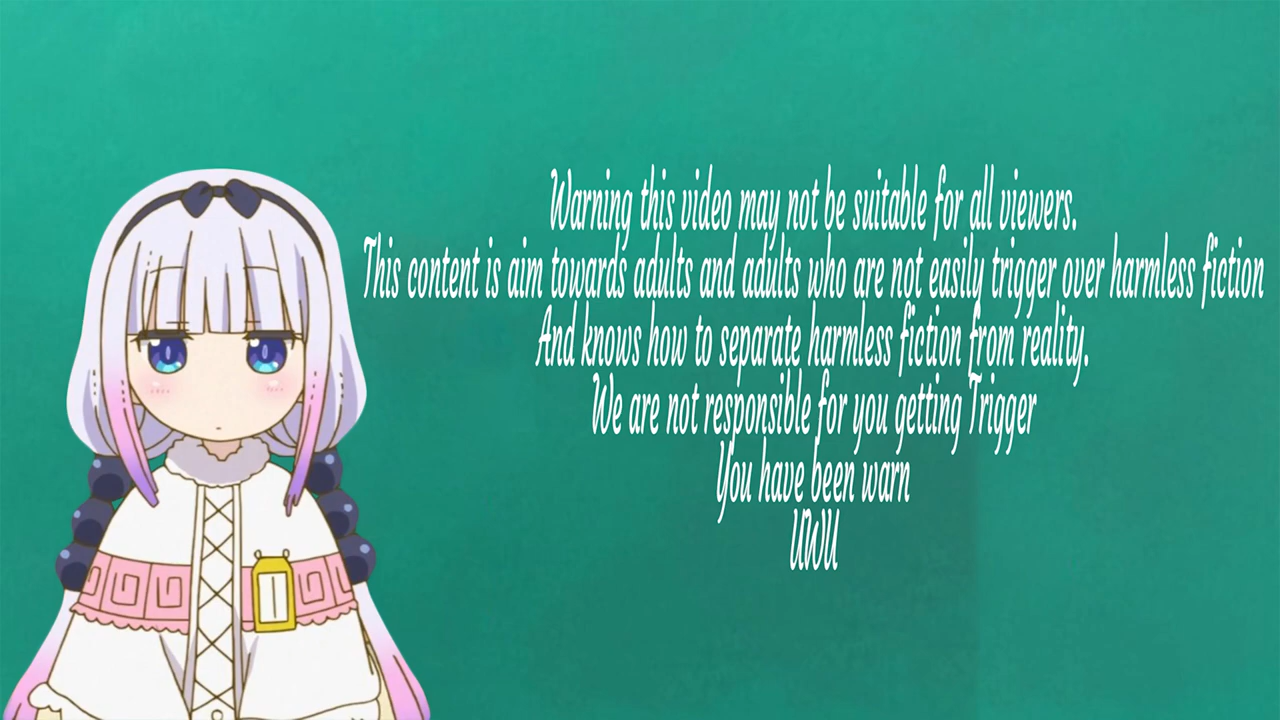 Warning this video may not be suitable for all viewers.
This content is aim towards adults and adults who are not easily trigger over harmless fiction
And knows how to separate harmless fiction from reality.
We are not responsible for you getting Trigger
You have been warn
UWU